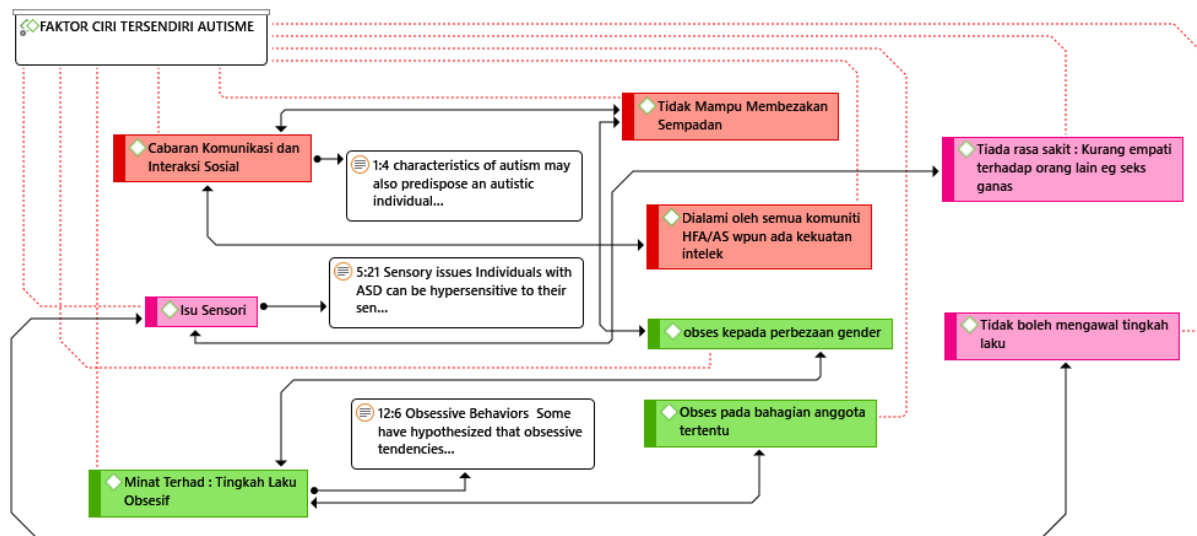 FAKTOR CIRI TERSENDIRI AUTISME
Tidak Mampu Membezakan
Sempadan
Cabaran Komunikasi dan
Interaksi Sosial
1:4 characteristics of autism may
also predispose an autistic
individual...
Tiada rasa sakit : Kurang empati
terhadap orang lain eg seks
ganas
Dialami oleh semua komuniti
HFA/AS wpun ada kekuatan
intelek
5:21 Sensory issues Individuals with
ASD can be hypersensitive to their
sen...
Isu Sensori
obses kepada perbezaan gender
Tidak boleh mengawal tingkah
laku
12:6 Obsessive Behaviors  Some
have hypothesized that obsessive
tendencies...
Obses pada bahagian anggota
tertentu
Minat Terhad : Tingkah Laku
Obsesif